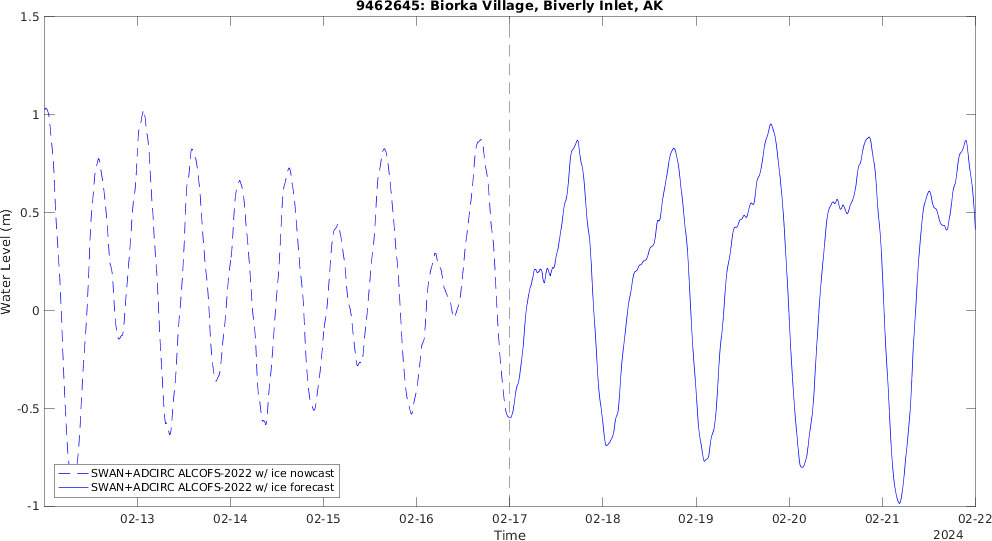 9462645: Biorka Village, Biverly Inlet, AK
Water Level (m)
1.5
1
0.5
0
-0.5
-1
SWAN+ADCIRC ALCOFS-2022 w/ ice nowcast
SWAN+ADCIRC ALCOFS-2022 w/ ice forecast
02-13 02-14 02-15 02-16 02-17 02-18 02-19 02-20 02-21 02-22
Time
2024